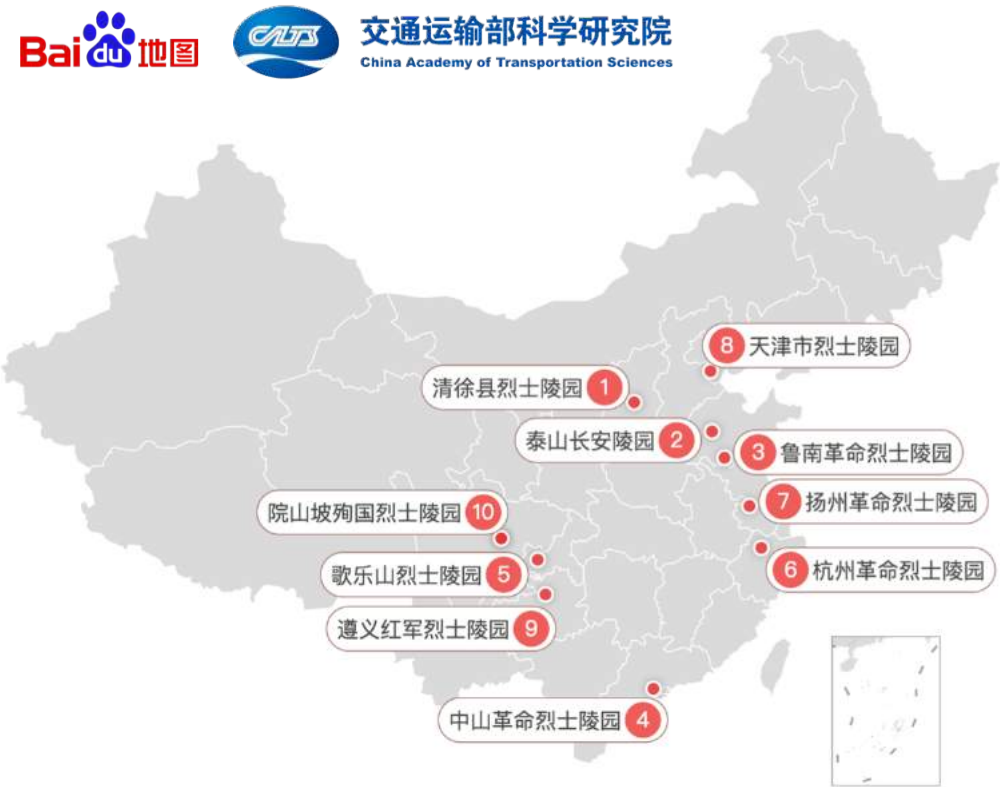 Bai du 地图
CATS 交通运输部科学研究院
China Academy of Transportation Sciences
8 天津市烈士陵园
清徐县烈士陵园 1
泰山长安陵园 2
3 鲁南革命烈士陵园
7 扬州革命烈士陵园
院山坡殉国烈士陵园 10
6 杭州革命烈士陵园
歌乐山烈士陵园 5
遵义红军烈士陵园 9
中山革命烈士陵园 4